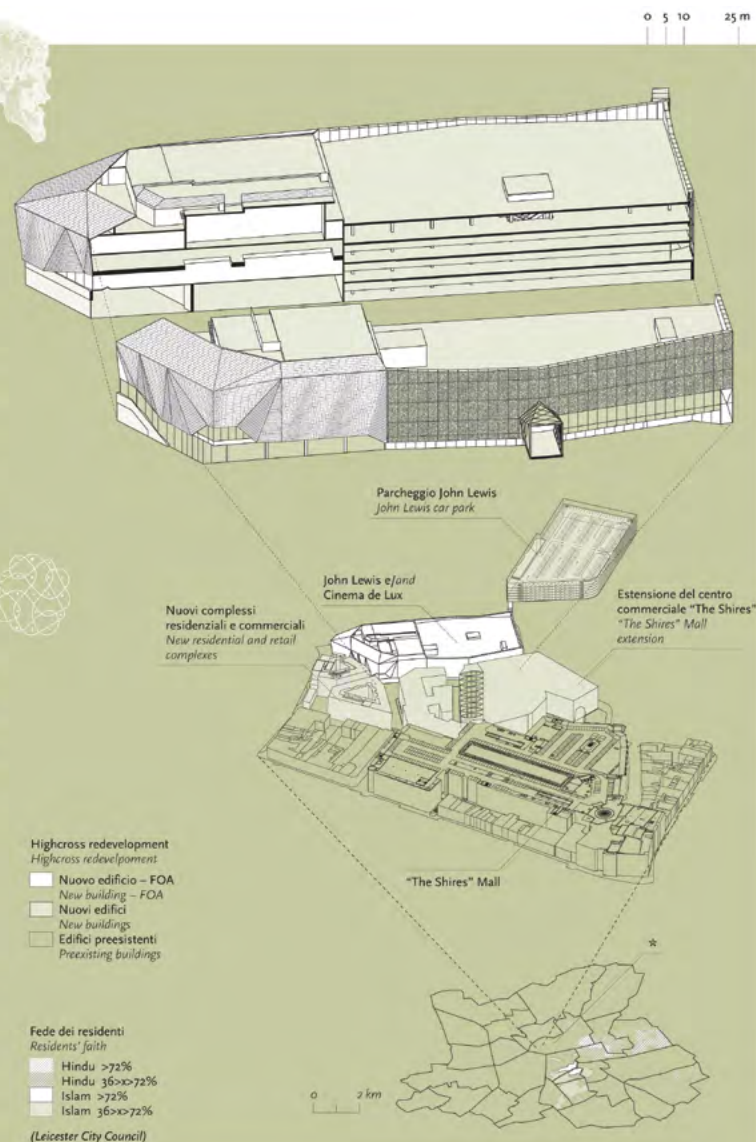 0 5 10 25 m
Parcheggio John Lewis
John Lewis car park
John Lewis e/and
Cinema de Lux
Nuovi complessi
residenziali e commerciali
New residential and retail
complexes
Estensione del centro
commerciale "The Shires"
"The Shires" Mall
extension
"The Shires" Mall
Highcross redevelopment
Highcross redevelpoment
Nuovo edificio – FOA
New building – FOA
Nuovi edifici
New buildings
Edifici preesistenti
Preexisting buildings
*
Fede dei residenti
Residents' faith
Hindu >72%
Hindu 36>x>72%
Islam >72%
Islam 36>x>72%
(Leicester City Council)
0 2 km